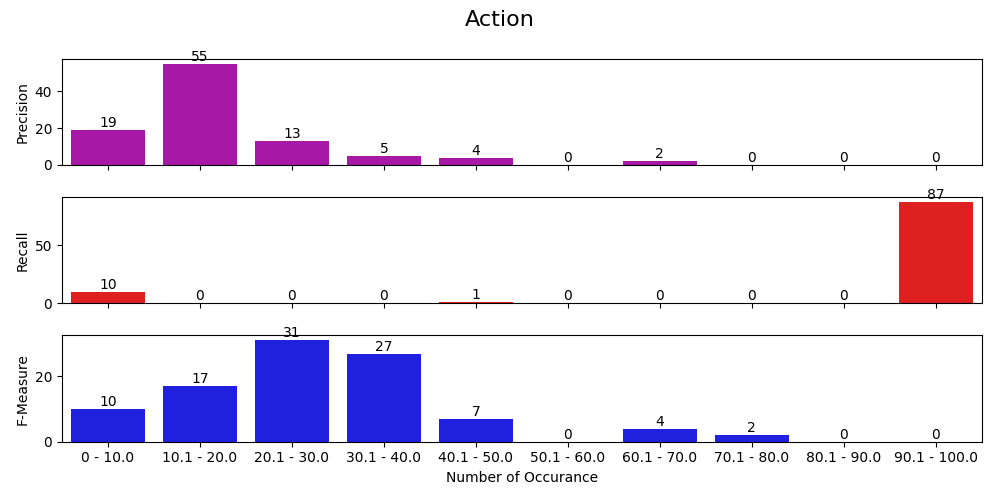 Action
Precision
40
20
0
19 55 13 5 4 0 2 0 0 0
Recall
50
0
10 0 0 0 1 0 0 0 0 87
F-Measure
20
0
10 17 31 27 7 0 4 2 0 0
0 - 10.0 10.1 - 20.0 20.1 - 30.0 30.1 - 40.0 40.1 - 50.0 50.1 - 60.0 60.1 - 70.0 70.1 - 80.0 80.1 - 90.0 90.1 - 100.0
Number of Occurance